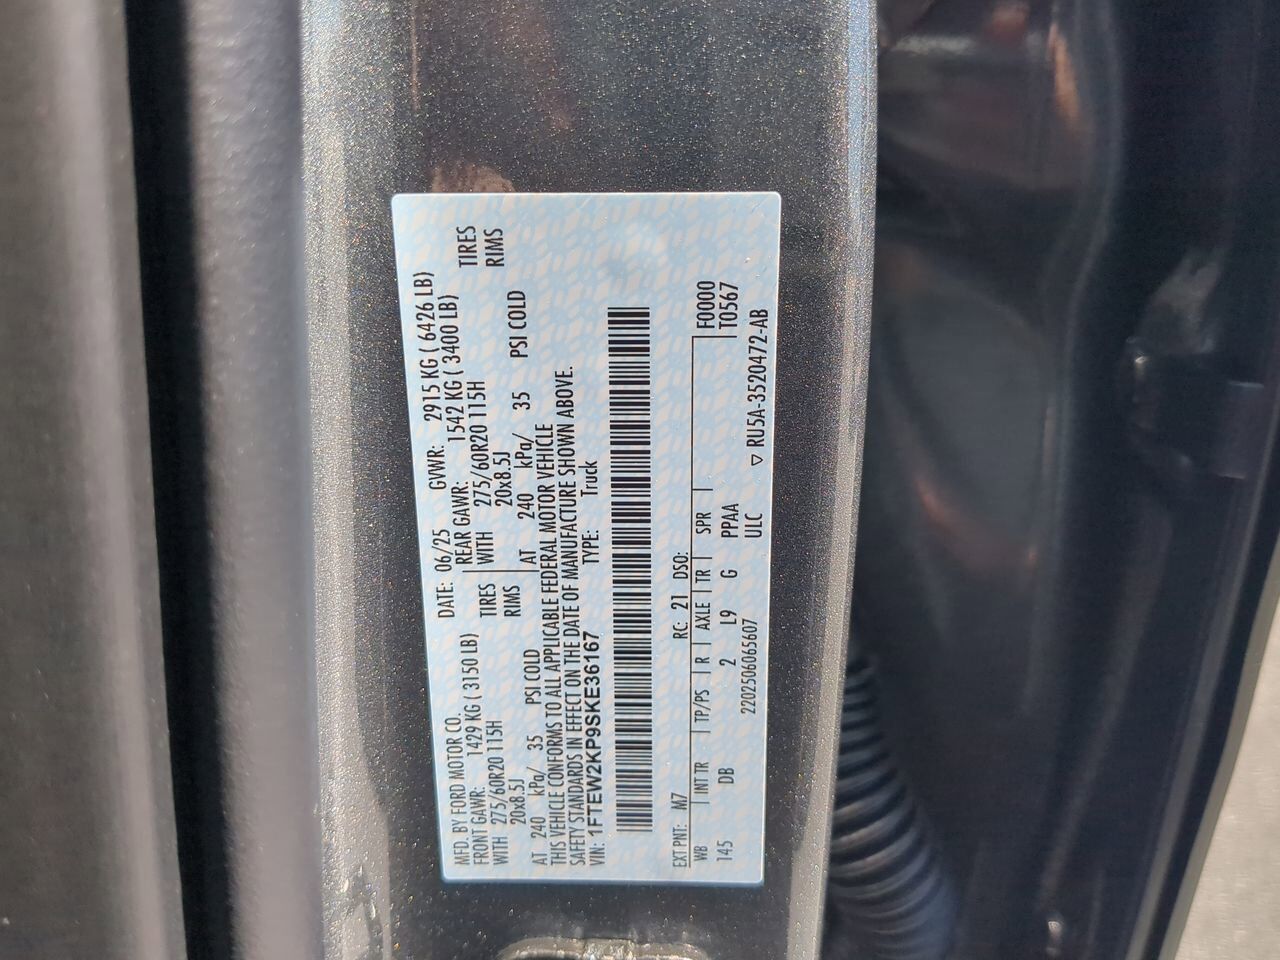 MFD. BY FORD MOTOR CO.
DATE: 06/25 GVWR: 2915 KG ( 6426 LB)
FRONT GAWR: 1429 KG ( 3150 LB) REAR GAWR: 1542 KG ( 3400 LB)
WITH 275/60R20 115H TIRES WITH 275/60R20 115H TIRES
20x8.5J RIMS 20x8.5J RIMS
AT 240 kPa/ 35 PSI COLD AT 240 kPa/ 35 PSI COLD
THIS VEHICLE CONFORMS TO ALL APPLICABLE FEDERAL MOTOR VEHICLE
SAFETY STANDARDS IN EFFECT ON THE DATE OF MANUFACTURE SHOWN ABOVE.
VIN: 1FTEW2KP9SKE36167 TYPE: Truck
EXT PNT: M7 RC: 21 DSO: F0000
WB INT TR TP/PS R AXLE TR SPR T0567
145 DB 2 L9 G PPAA
2202506065607 ULC ▽ RU5A-3520472-AB